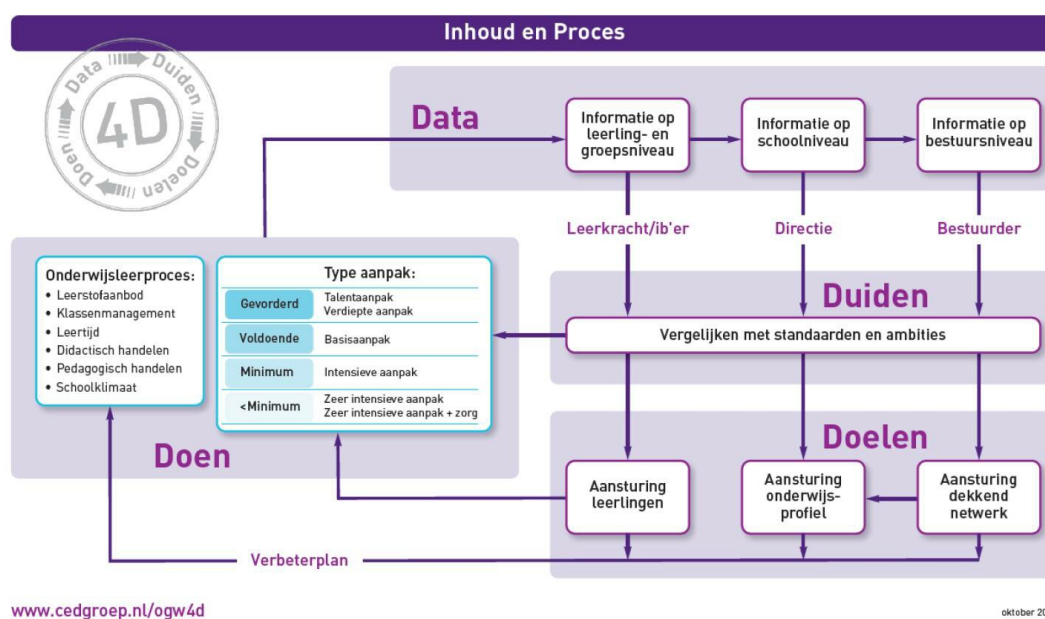 Inhoud en Proces
Data
Duiden
Doelen
Doen
4D
Data
Informatie op
leerling- en
groepsniveau
Informatie op
schoolniveau
Informatie op
bestuursniveau
Leerkracht/ib'er
Directie
Bestuurder
Onderwijsleerproces:
• Leerstofaanbod
• Klassenmanagement
• Leertijd
• Didactisch handelen
• Pedagogisch handelen
• Schoolklimaat
Type aanpak:
Gevorderd
Talentaanpak
Verdiepte aanpak
Voldoende
Basisaanpak
Minimum
Intensieve aanpak
<Minimum
Zeer intensieve aanpak
Zeer intensieve aanpak + zorg
Doen
Duiden
Vergelijken met standaarden en ambities
Doelen
Aansturing
leerlingen
Aansturing
onderwijs-
profiel
Aansturing
dekkend
netwerk
Verbeterplan
www.cedgroep.nl/ogw4d
oktober 20